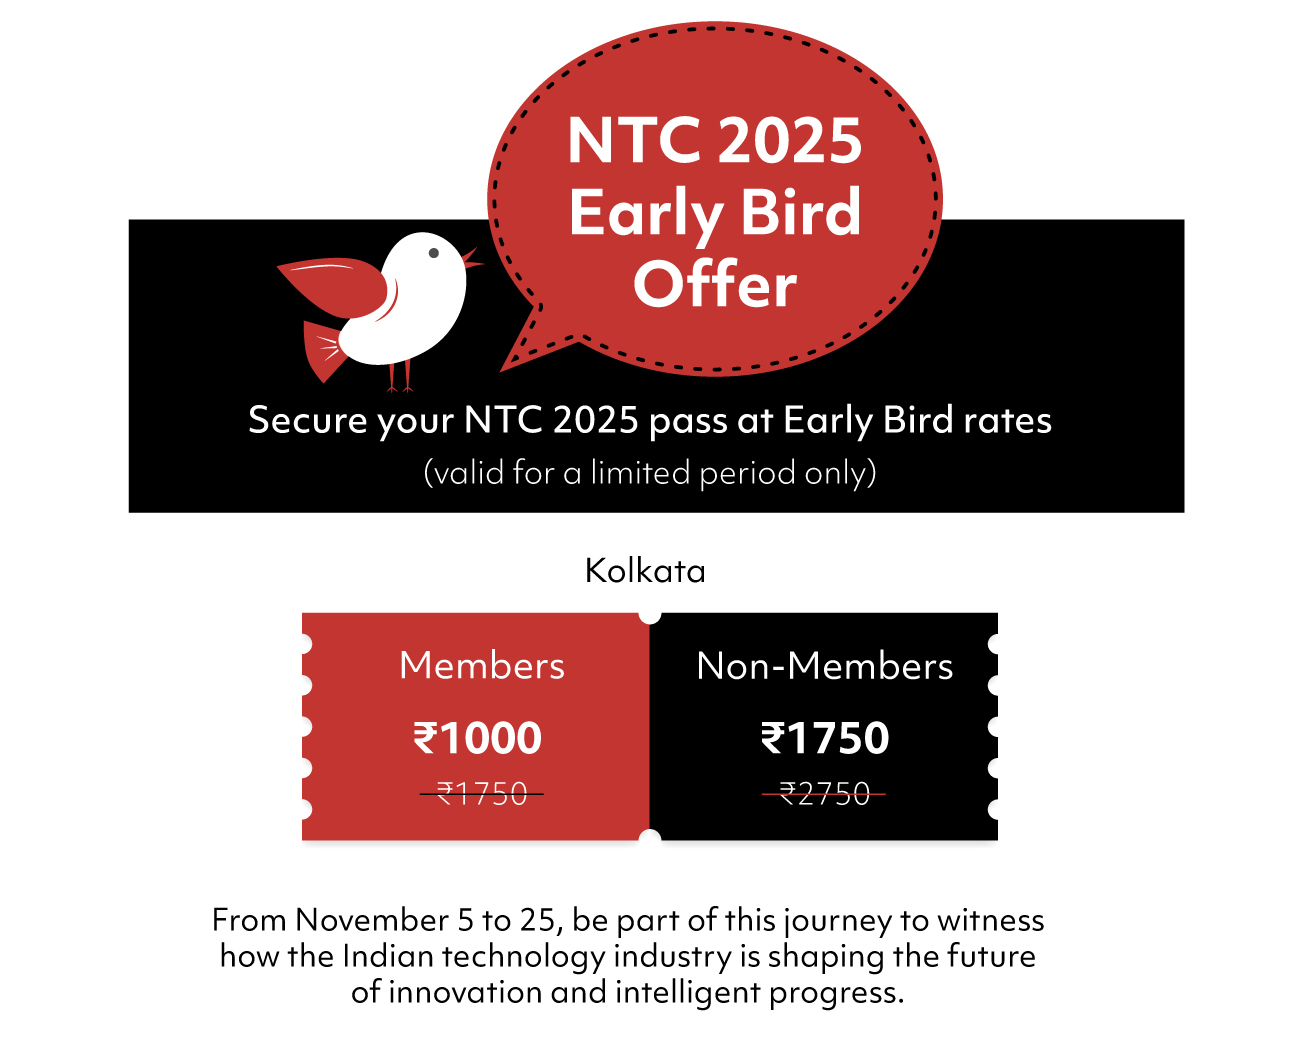 NTC 2025
Early Bird
Offer
Secure your NTC 2025 pass at Early Bird rates
(valid for a limited period only)
Kolkata
Members
₹1000
₹1750
Non-Members
₹1750
₹2750
From November 5 to 25, be part of this journey to witness
how the Indian technology industry is shaping the future
of innovation and intelligent progress.